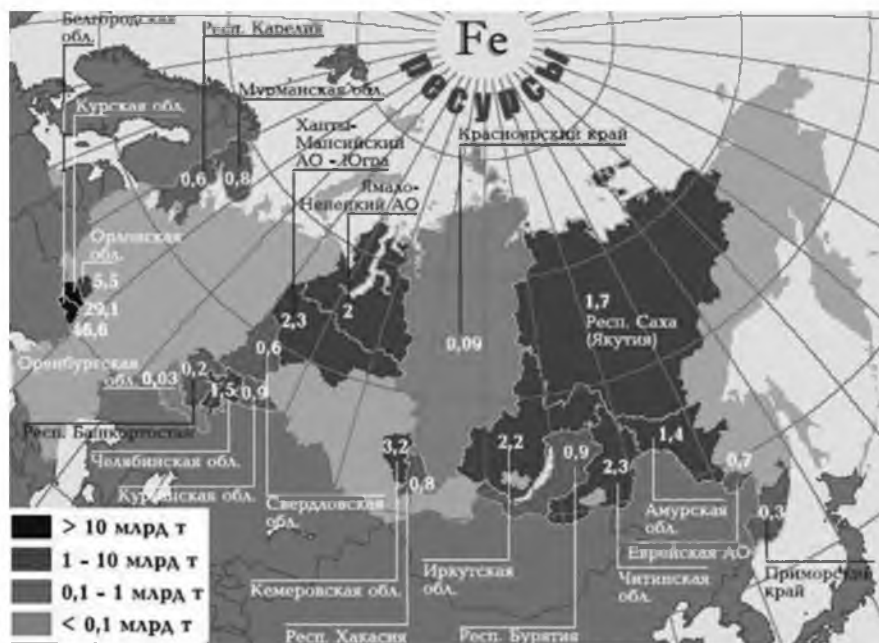 Белгородская
обл.
Респ. Карелия
Fe
ресурсы
Мурманская обл.
Курская обл.
Ханты-
Мансийский
АО - Югра
Красноярский край
Ямало-
Ненецкий АО
0,6
0,8
Орловская
обл.
5,5
29,1
46,6
2,3
2
1,7
Респ. Саха
(Якутия)
0,09
0,6
Оренбургская
обл.
0,03
0,2
1,5
0,9
Респ. Башкортостан
Челябинская обл.
Курганская обл.
Свердловская
обл.
3,2
0,8
2,2
0,9
2,3
1,4
0,7
0,3
Амурская
обл.
Еврейская АО
Иркутская
обл.
Читинская
обл.
Приморский
край
Кемеровская обл.
Респ. Хакасия
Респ. Бурятия
> 10 млрд т
1 - 10 млрд т
0,1 - 1 млрд т
< 0,1 млрд т